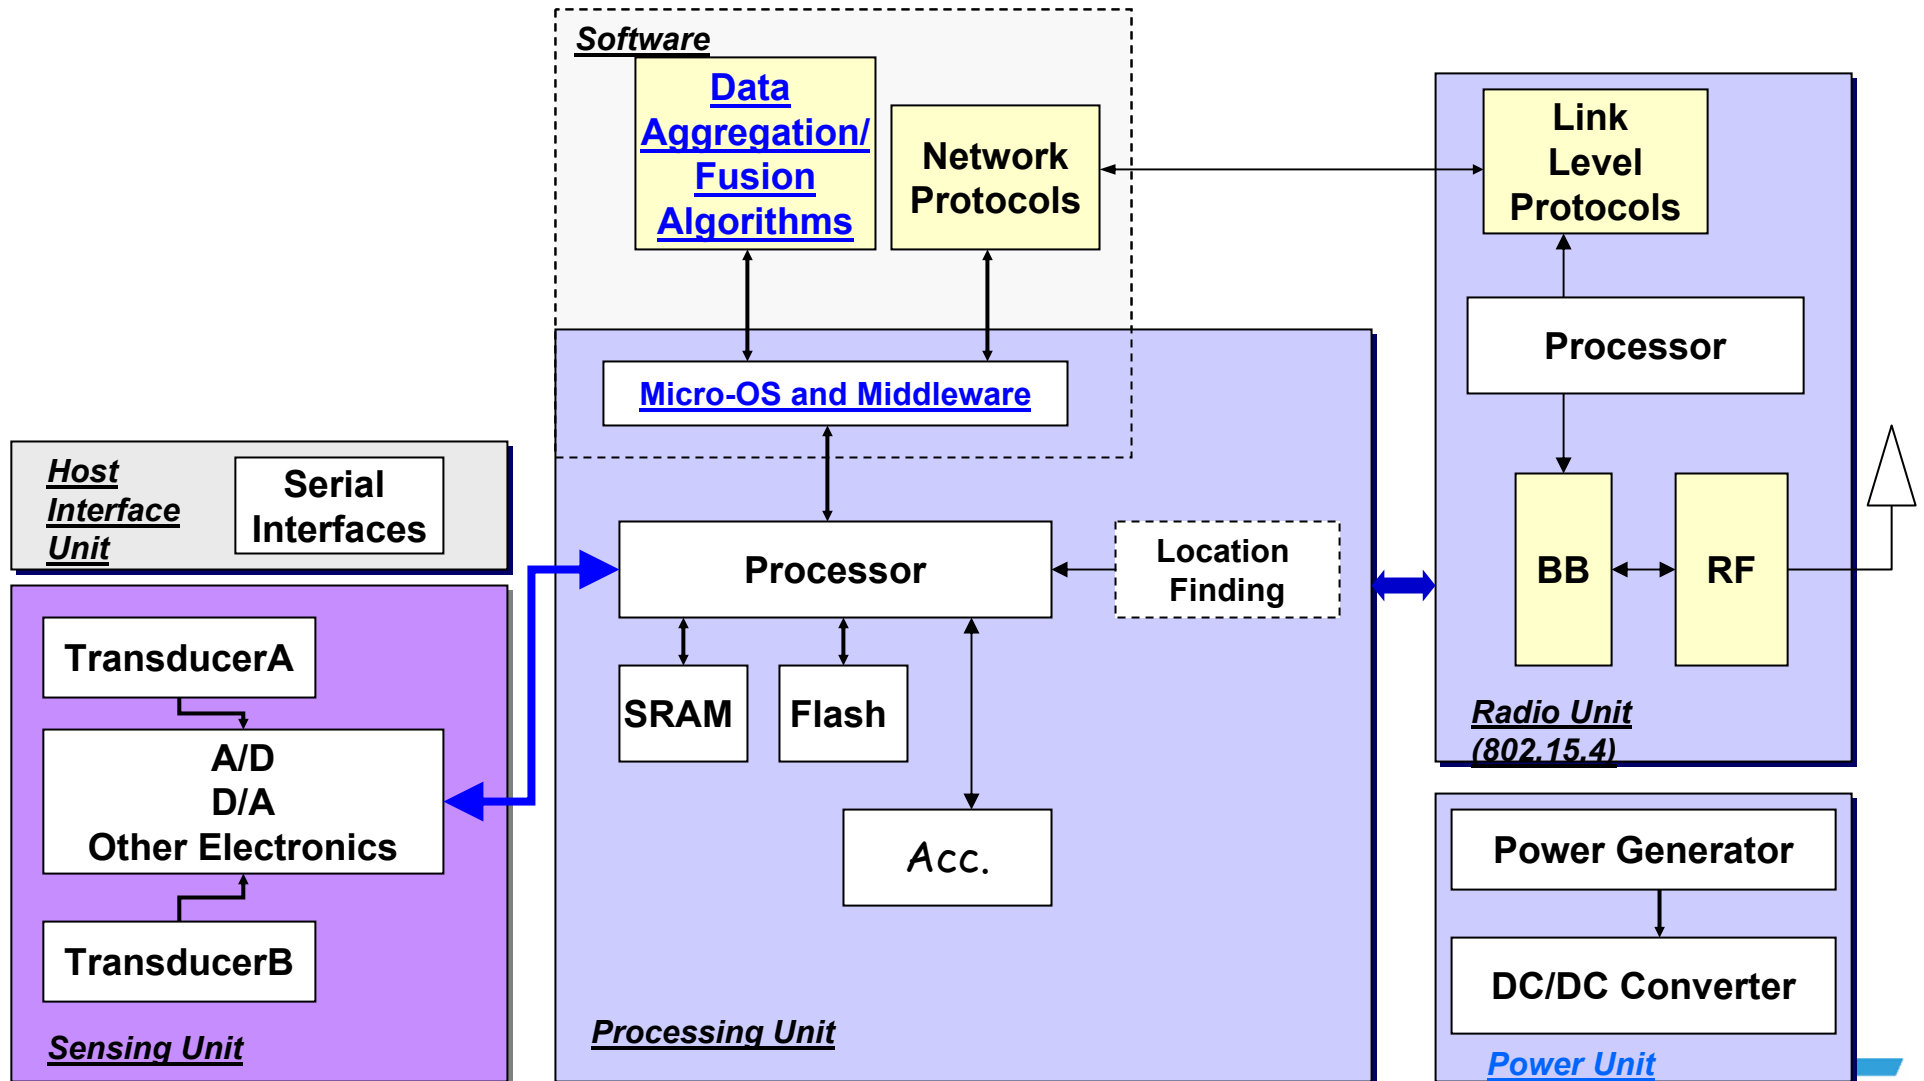 Software
Data
Aggregation/
Fusion
Algorithms
Network
Protocols
Link
Level
Protocols
Processor
Micro-OS and Middleware
Host
Interface
Unit
Serial
Interfaces
Processor
Location
Finding
BB
RF
TransducerA
SRAM
Flash
Radio Unit
(802.15.4)
A/D
D/A
Other Electronics
Acc.
Power Generator
TransducerB
DC/DC Converter
Sensing Unit
Processing Unit
Power Unit